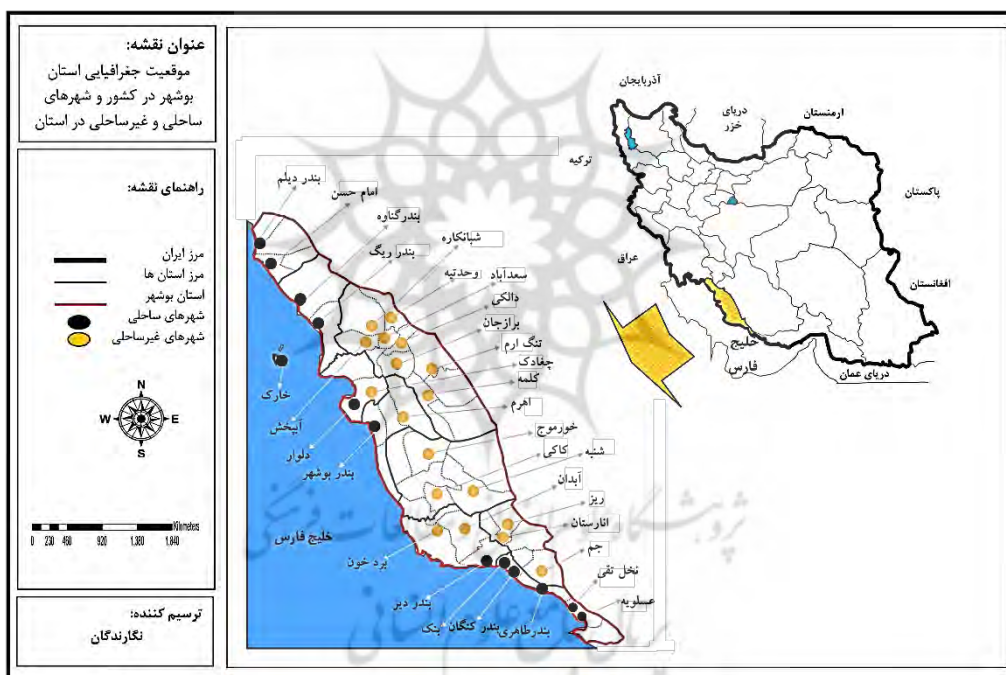 عنوان نقشه:
موقعیت جغرافیایی استان
بوشهر در کشور و شهرهای
ساحلی و غیرساحلی در استان
راهنمای نقشه:
مرز ایران
مرز استان ها
استان بوشهر
شهرهای ساحلی
شهرهای غیرساحلی
N
W E
S
Kilometers
0 230 460 920 1,380 1,840
ترسیم کننده:
نگارندگان
آذربایجان
دریای
خزر
ارمنستان
ترکیه
پاکستان
عراق
افغانستان
خلیج
فارس
دریای عمان
بندر دیلم
امام حسن
بندرگناوه
بندر ریگ
شبانکاره
وحدتیه
سعدآباد
دالکی
برازجان
تنگ ارم
چغادک
کلمه
اهرم
خارک
آبپخش
دلوار
بندر بوشهر
خورموج
کاکی
شنبه
آبدان
ریز
انارستان
جم
نخل تقی
عسلویه
خلیج فارس
برد خون
بندر دیر
بنک
بندر کنگان
بندرطاهری